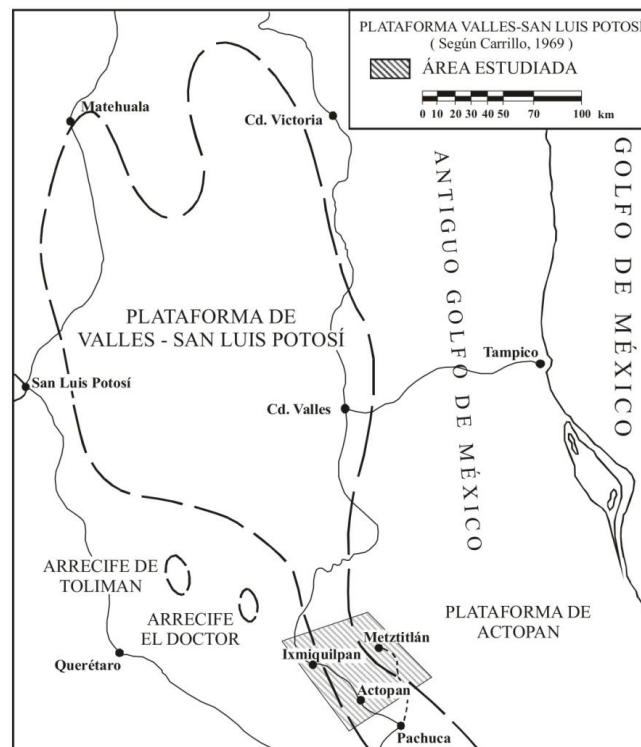 PLATAFORMA VALLES-SAN LUIS POTOSÍ
( Según Carrillo, 1969 )
ÁREA ESTUDIADA
0 10 20 30 40 50 100 km
Matehuala
Cd. Victoria
ANTIGUO GOLFO DE MÉXICO
GOLFO DE MÉXICO
PLATAFORMA DE
VALLES - SAN LUIS POTOSÍ
Tampico
San Luis Potosí
Cd. Valles
ARRECIFE DE
TOLIMAN
ARRECIFE
EL DOCTOR
PLATAFORMA DE
ACTOPAN
Querétaro
Ixmiquilpan
Metztitlán
Actopan
Pachuca